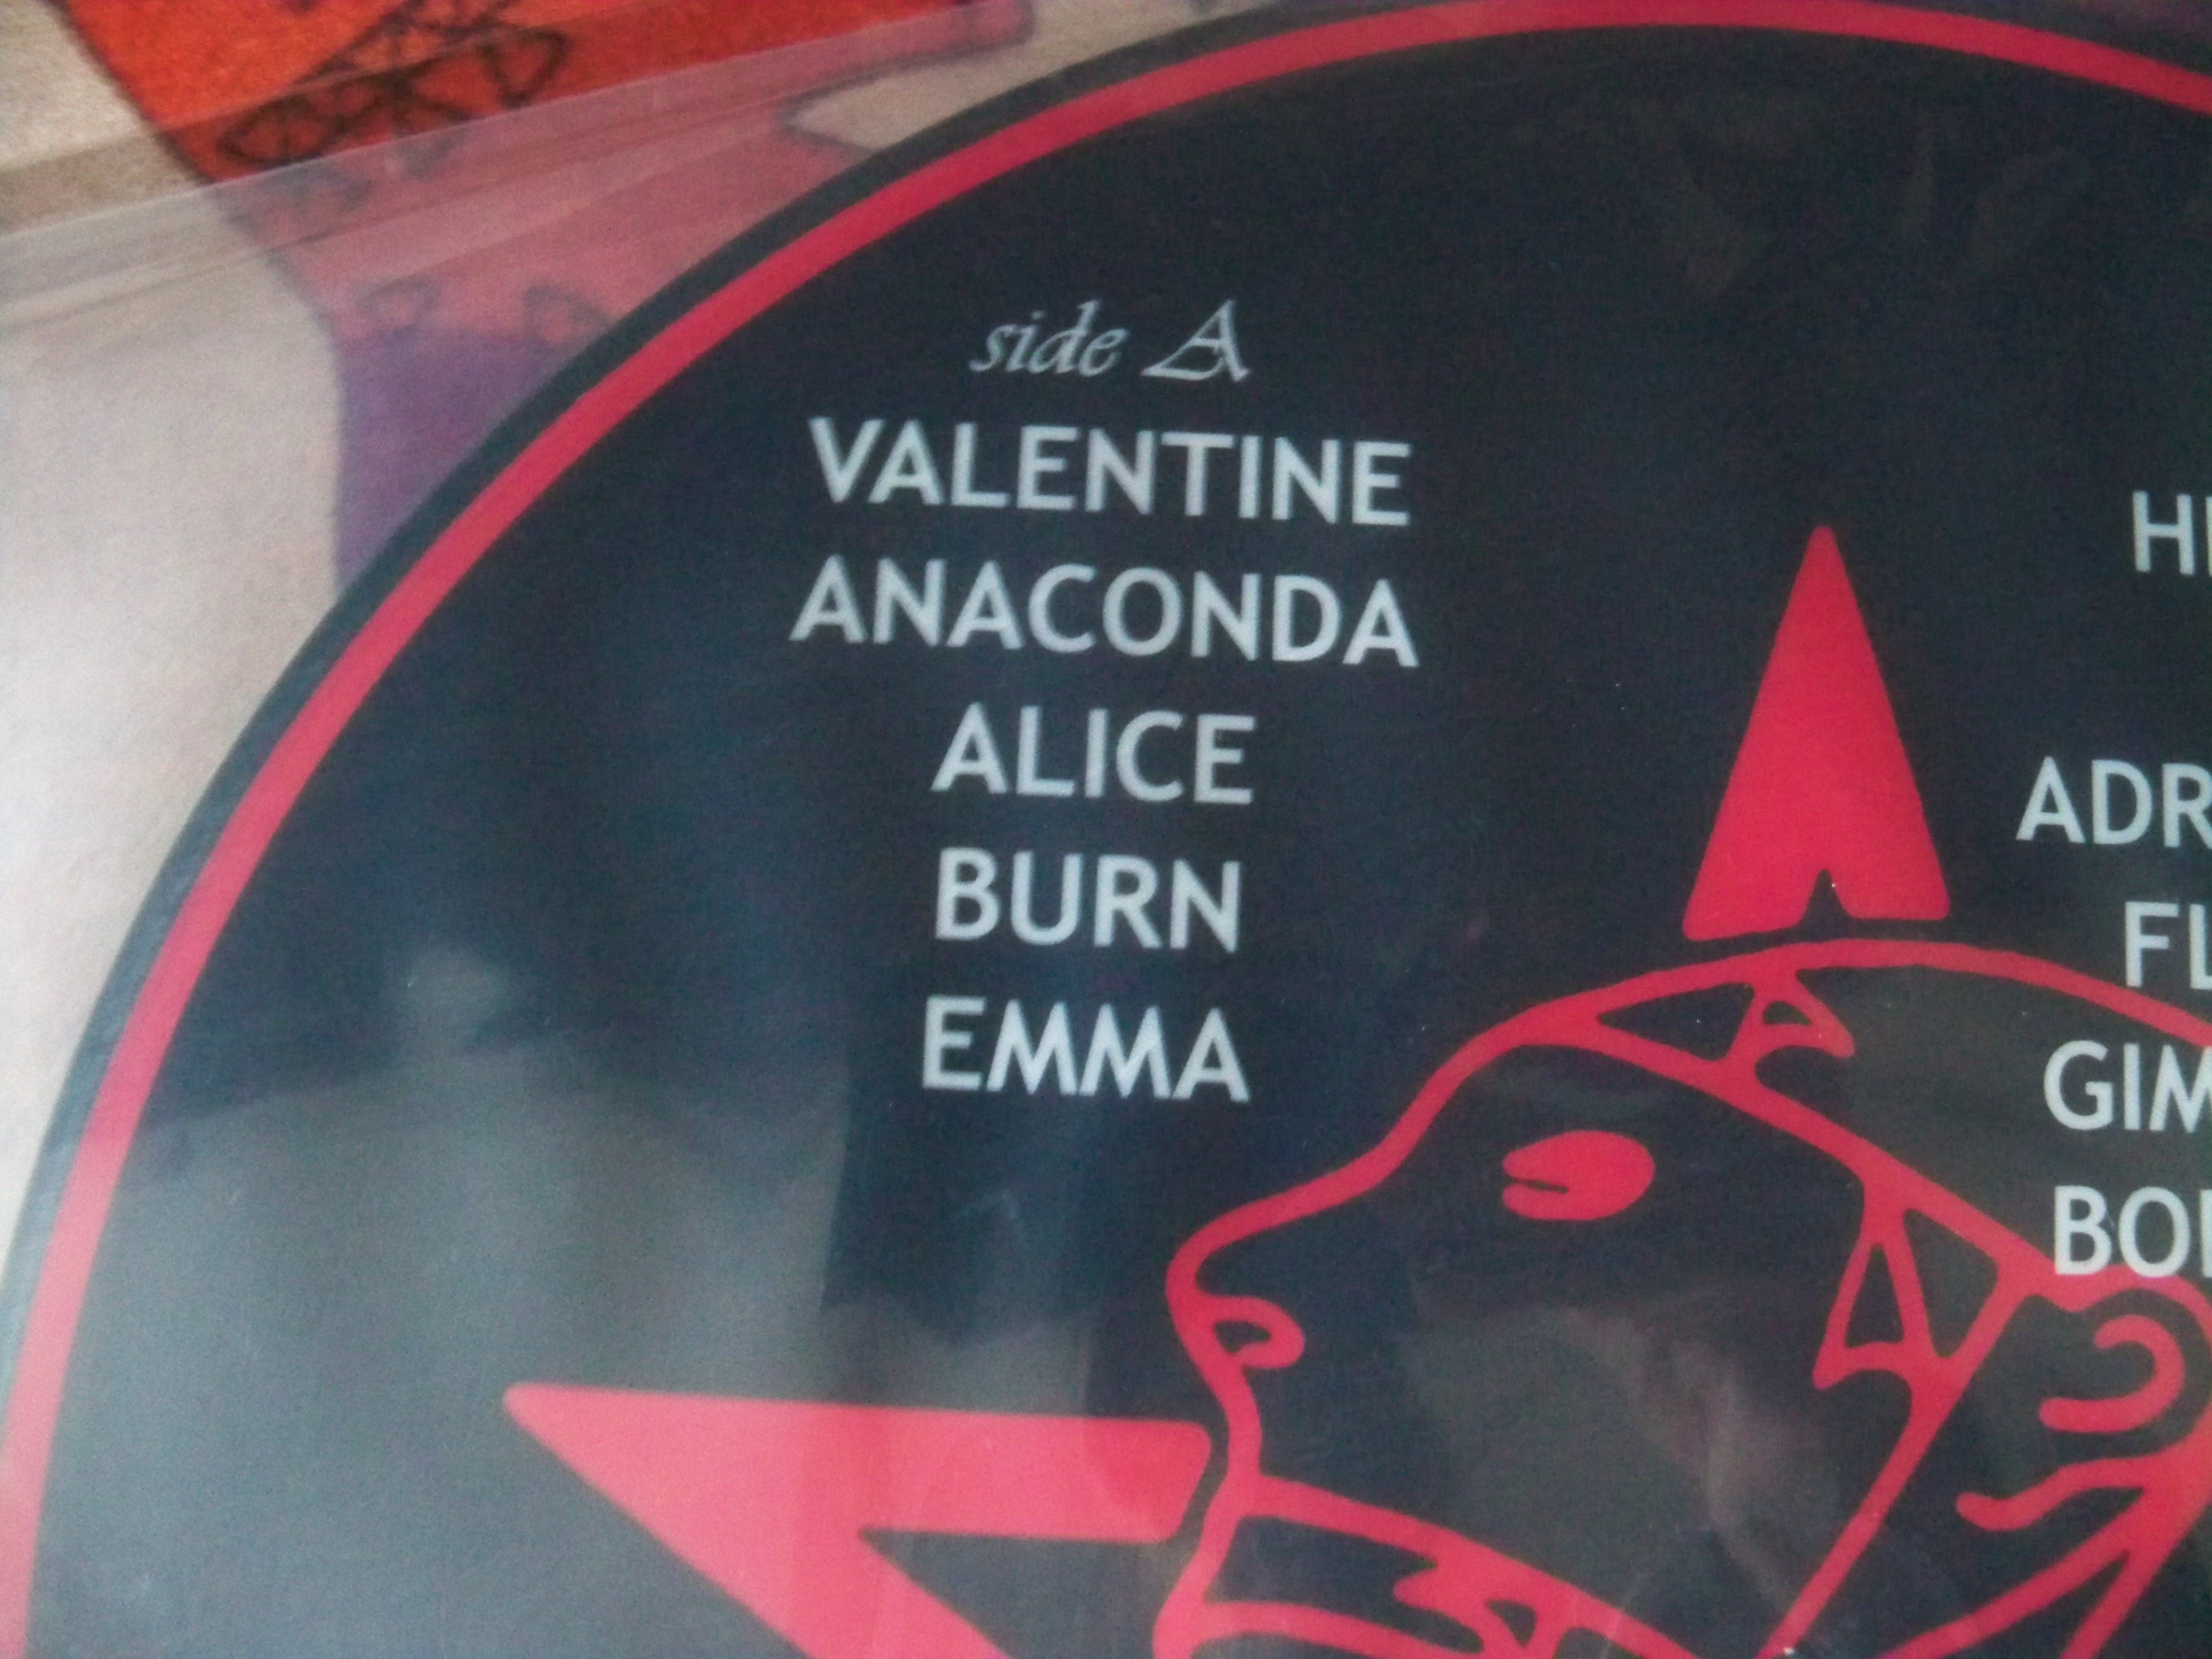 side A
VALENTINE
ANACONDA
ALICE
BURN
EMMA